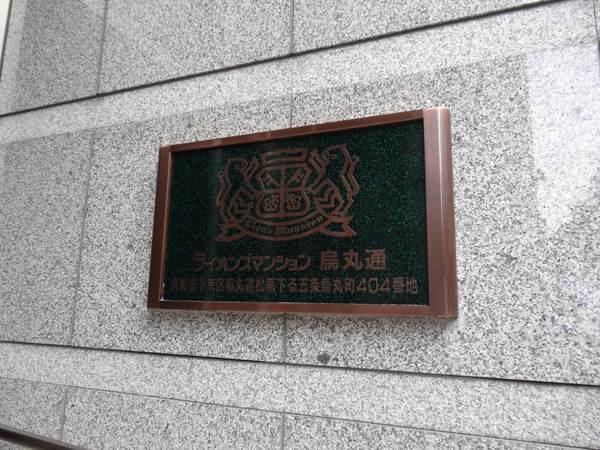 Lions Mansion
ライオンズマンション 烏丸通
京都市下京区烏丸通松原下る五条烏丸町404番地